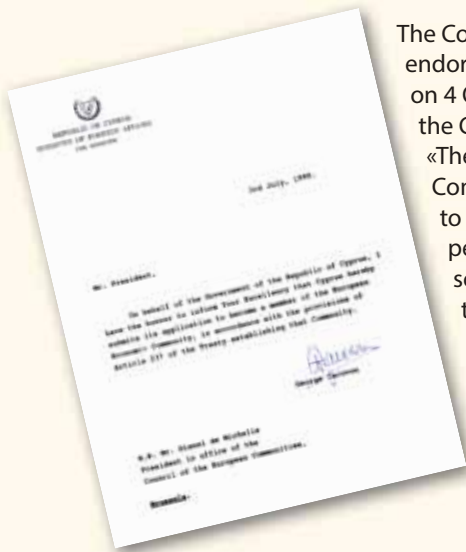 REPUBLIC OF CYPRUS
MINISTRY OF FOREIGN AFFAIRS
THE MINISTER
3rd July, 1990.
Mr. President,
On behalf of the Government of the Republic of Cyprus, I
have the honour to inform Your Excellency that Cyprus hereby
submits its application to become a member of the European
Economic Community, in accordance with the provisions of
Article 237 of the Treaty establishing that Community.
George
H.E. Mr. Gianni de Michelis
President in office of the
Council of the European Communities,
Brussels.
The Co
endor
on 4
the
«The
Con
to
pe
se
t